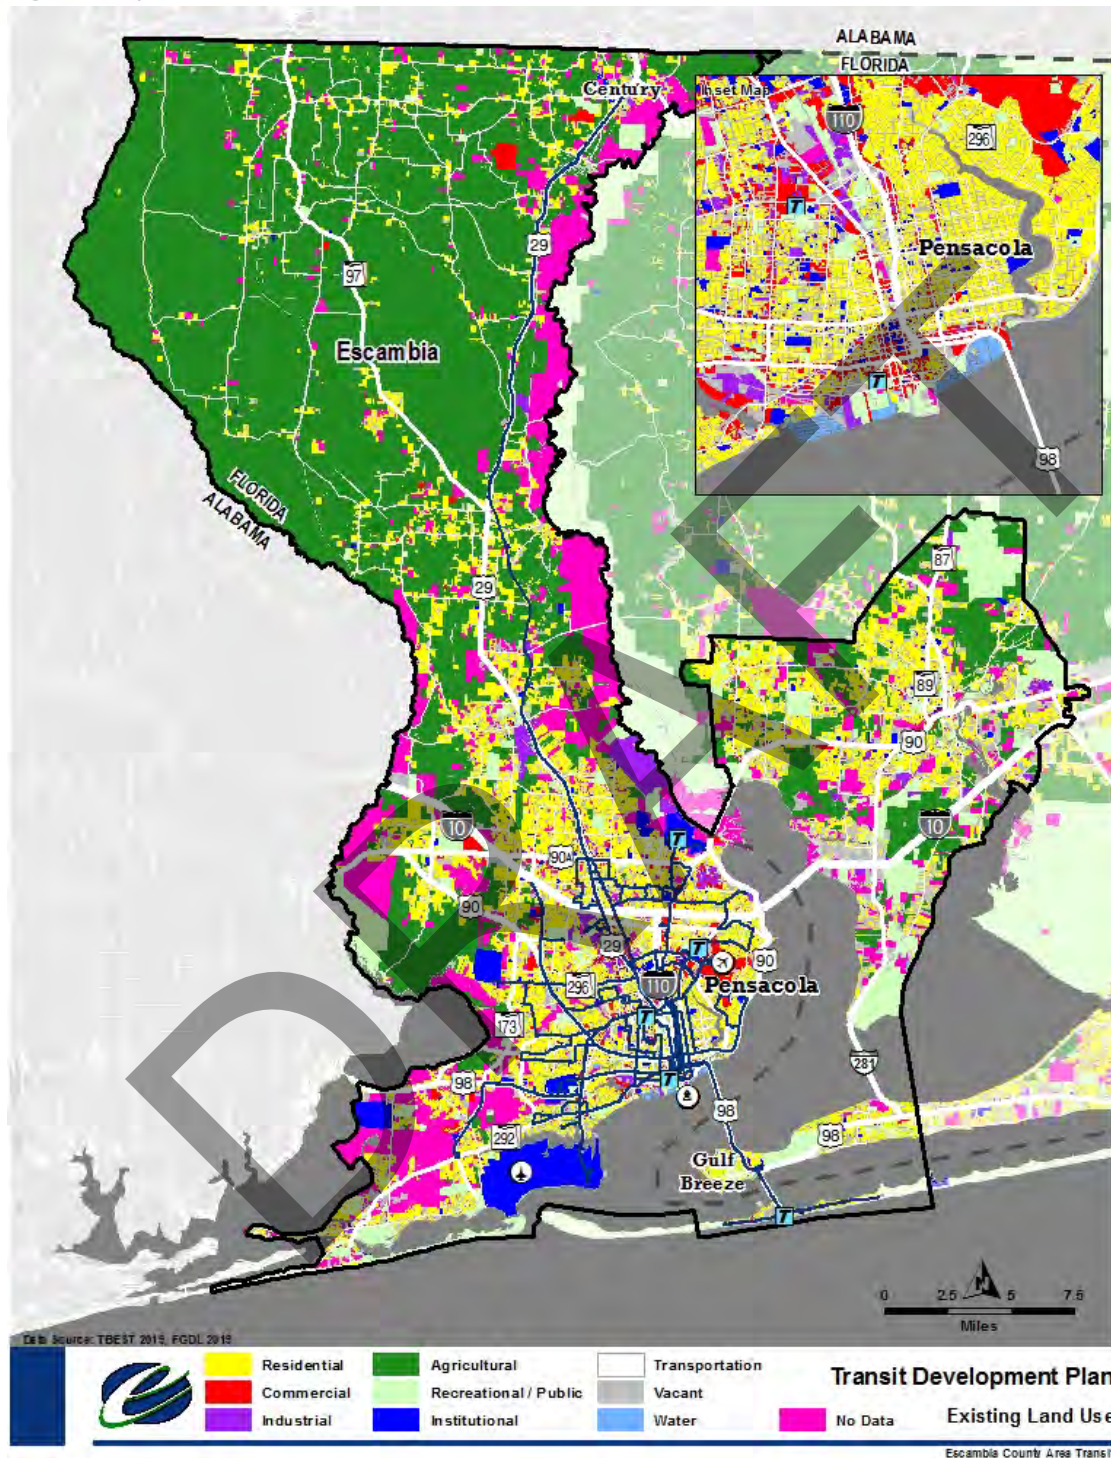 ALABAMA
FLORIDA
Century
Inset Map
110
296
T
Pensacola
29
97
Escambia
T
98
FLORIDA
ALABAMA
87
29
89
90
10
10
T
90A
90
29
T
90
296
110
Pensacola
T
173
98
T
281
98
292
98
Gulf
Breeze
T
N
0 2.5 5 7.5
Miles
Data Source: TBEST 2019, FGDL 2019
DRAFT
Residential
Agricultural
Transportation
Transit Development Plan
Commercial
Recreational / Public
Vacant
Industrial
Institutional
Water
No Data
Existing Land Use
Escambia County Area Transit